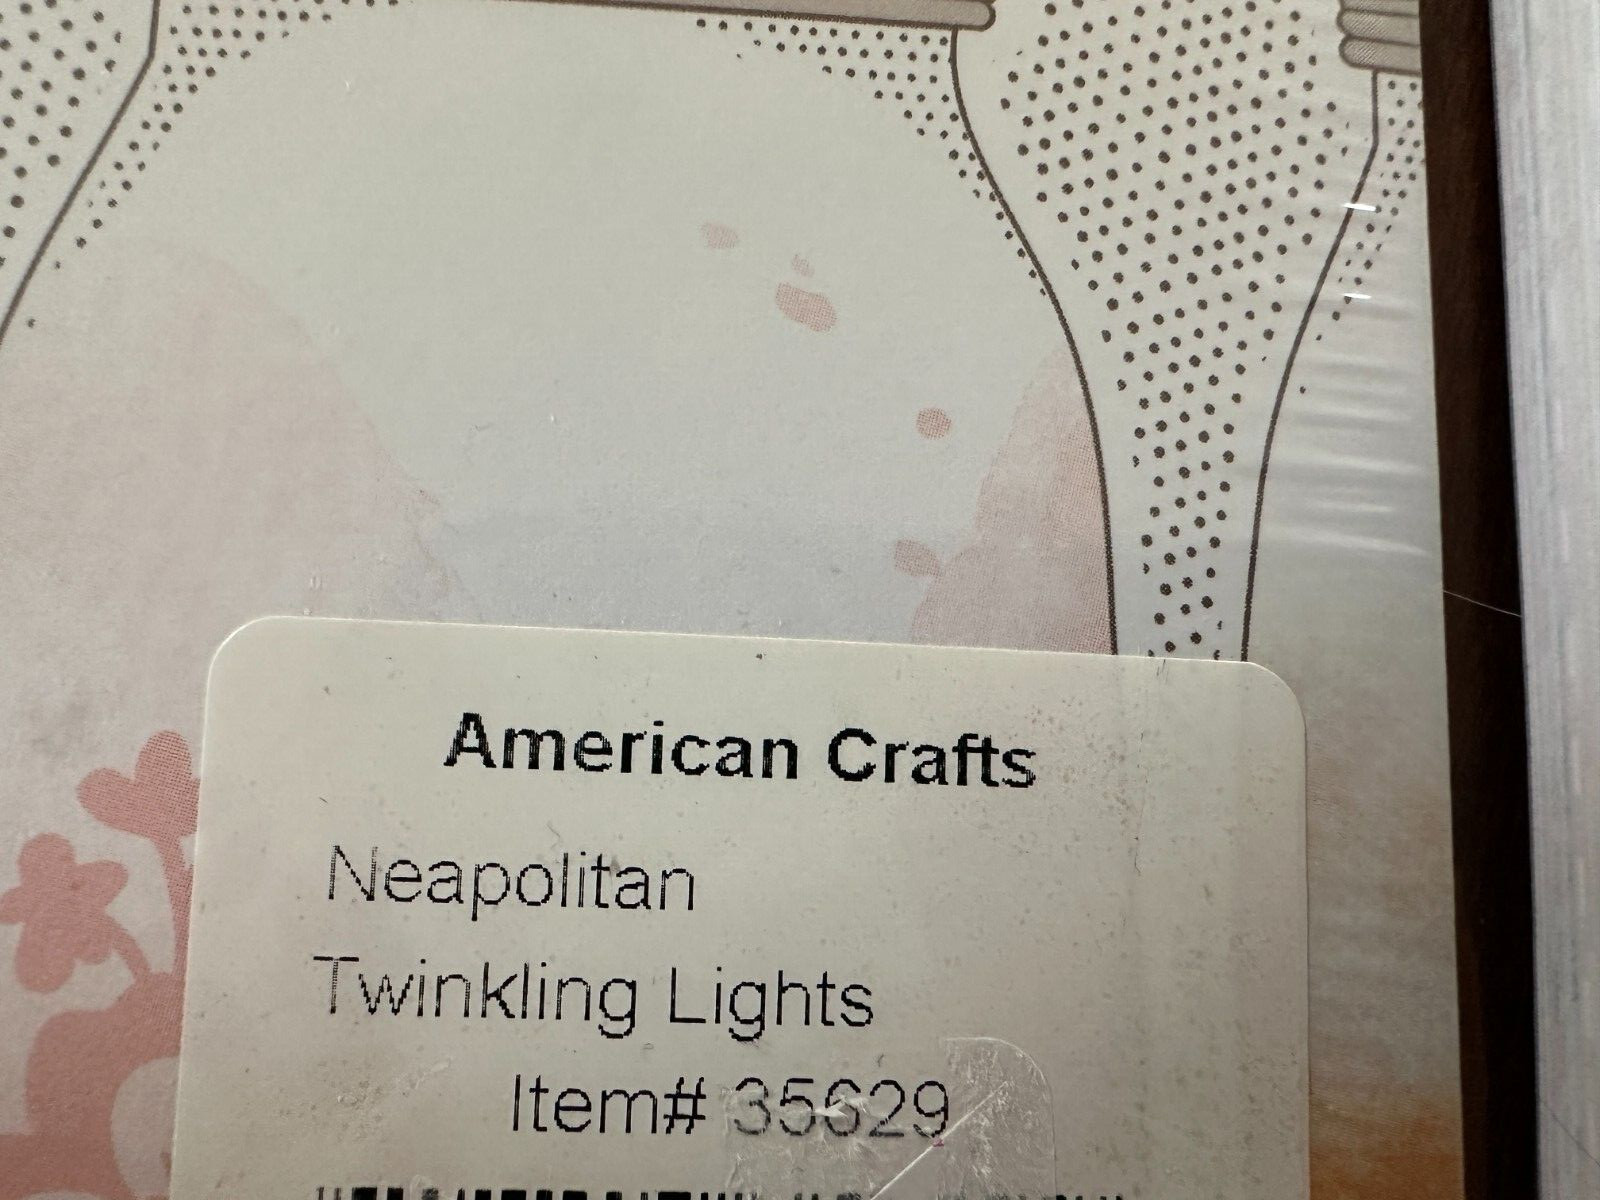 American Crafts
Neapolitan
Twinkling Lights
Item# 35629